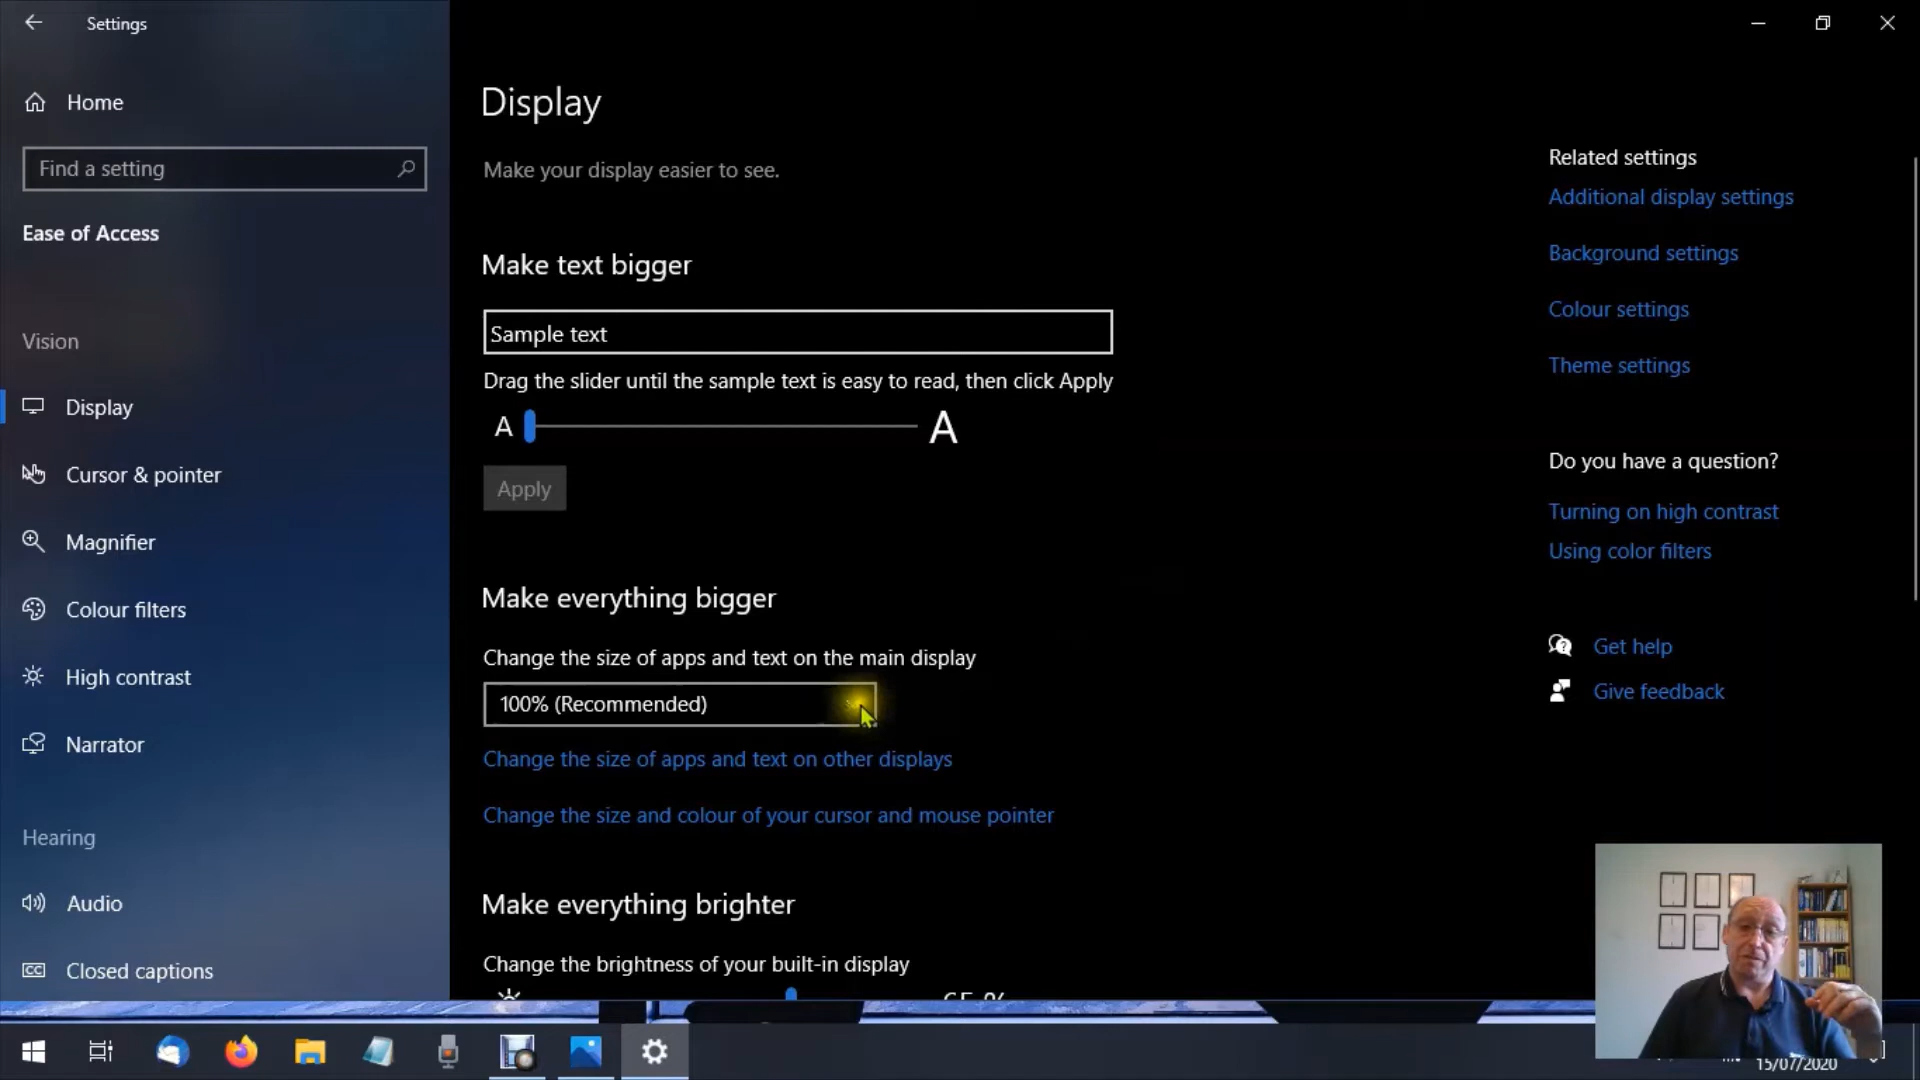 Settings
Home
Find a setting
Ease of Access
Vision
Display
Cursor & pointer
Magnifier
Colour filters
High contrast
Narrator
Hearing
Audio
CC Closed captions
Display
Make your display easier to see.
Make text bigger
Sample text
Drag the slider until the sample text is easy to read, then click Apply
A A
Apply
Make everything bigger
Change the size of apps and text on the main display
100% (Recommended)
Change the size of apps and text on other displays
Change the size and colour of your cursor and mouse pointer
Make everything brighter
Change the brightness of your built-in display
65 %
Related settings
Additional display settings
Background settings
Colour settings
Theme settings
Do you have a question?
Turning on high contrast
Using color filters
Get help
Give feedback
15/07/2020